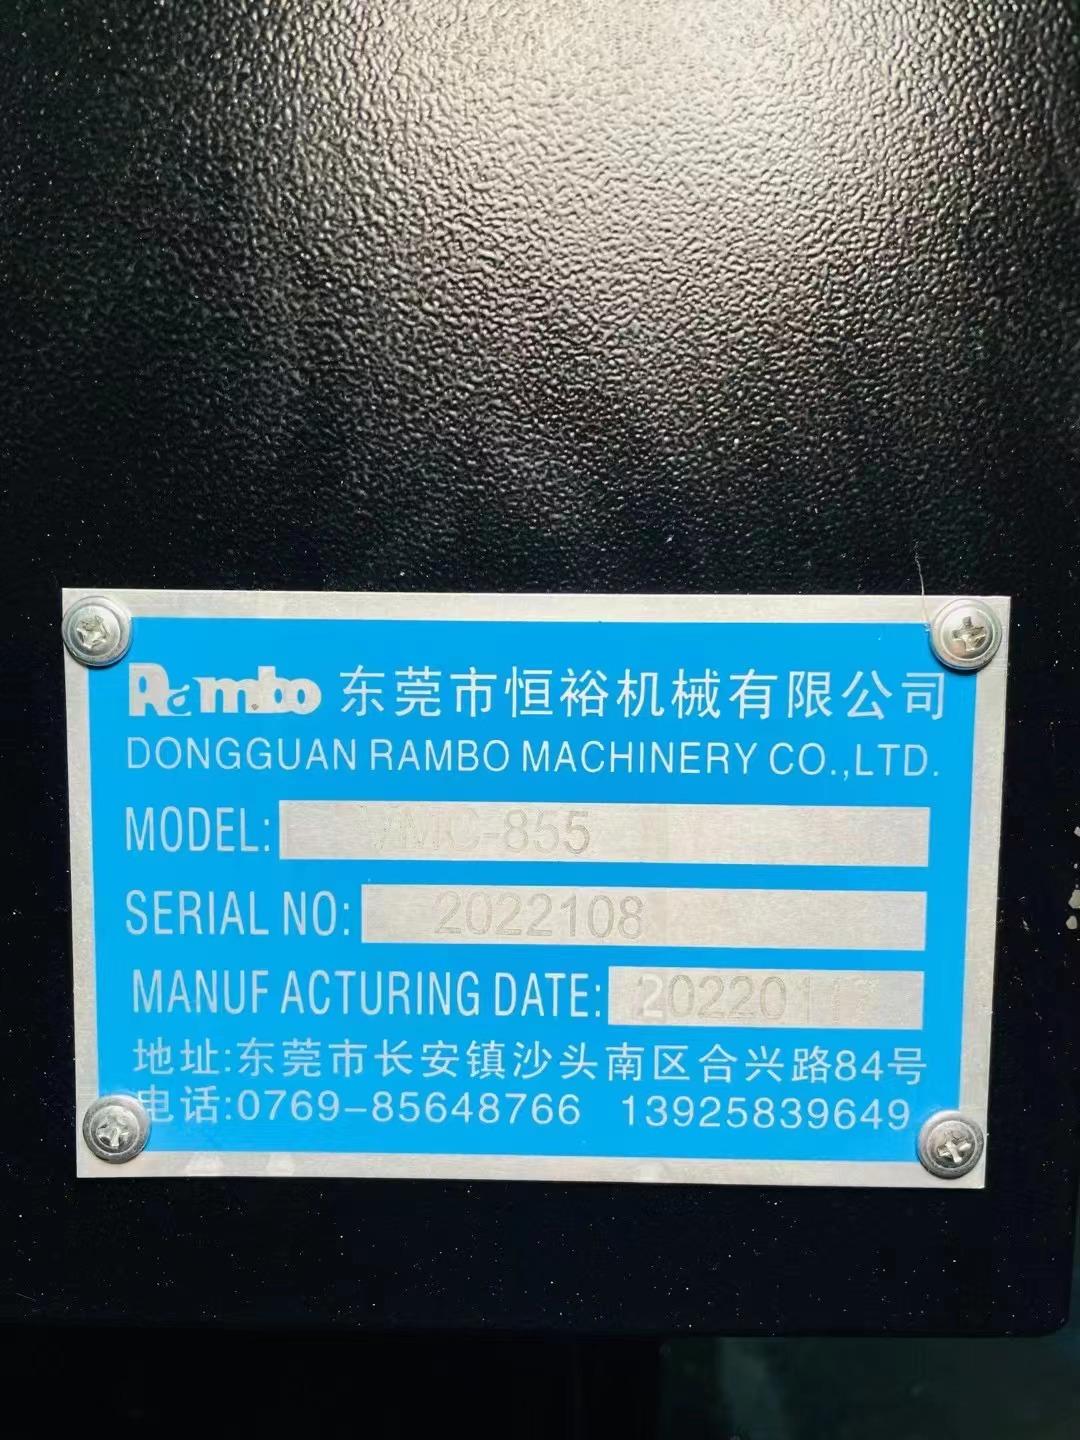 Rambo 东莞市恒裕机械有限公司
DONGGUAN RAMBO MACHINERY CO.,LTD.
MODEL: VMC-855
SERIAL NO: 2022108
MANUFACTURING DATE: 20220117
地址:东莞市长安镇沙头南区合兴路84号
电话:0769-85648766 13925839649